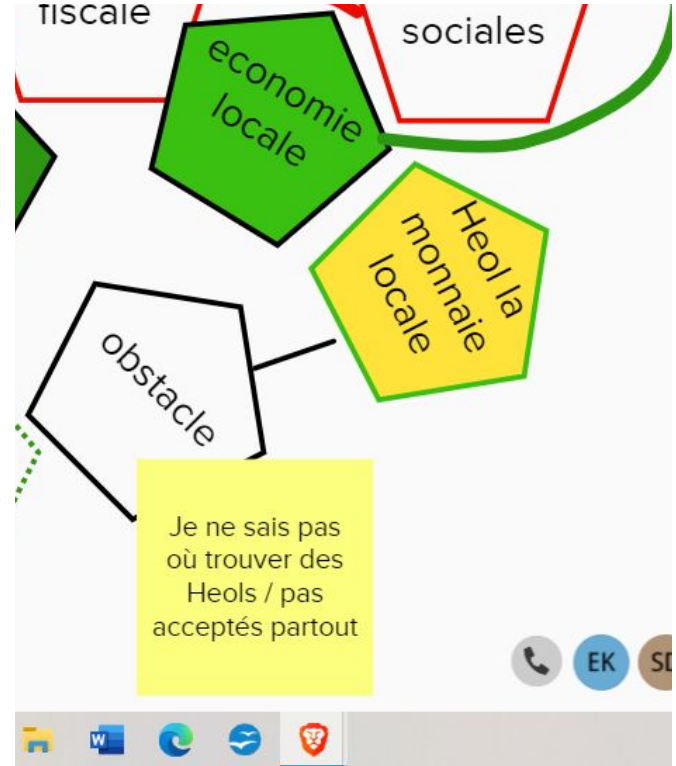 fiscale
sociales
economie
locale
Heol la
monnaie
locale
obstacle
Je ne sais pas
où trouver des
Heols / pas
acceptés partout
EK
SD
W